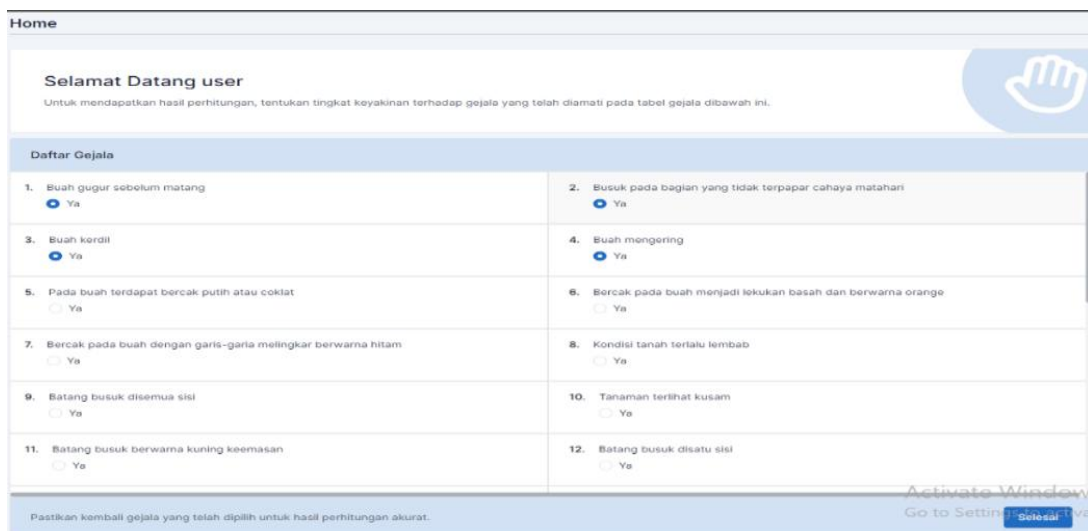 Home
Selamat Datang user
Untuk mendapatkan hasil perhitungan, tentukan tingkat keyakinan terhadap gejala yang telah diamati pada tabel gejala dibawah ini.
Daftar Gejala
1. Buah gugur sebelum matang
Ya
2. Busuk pada bagian yang tidak terpapar cahaya matahari
Ya
3. Buah kerdil
Ya
4. Buah mengering
Ya
5. Pada buah terdapat bercak putih atau coklat
Ya
6. Bercak pada buah menjadi lekukan basah dan berwarna orange
Ya
7. Bercak pada buah dengan garis-garis melingkar berwarna hitam
Ya
8. Kondisi tanah terlalu lembab
Ya
9. Batang busuk disemua sisi
Ya
10. Tanaman terlihat kusam
Ya
11. Batang busuk berwarna kuning keemasan
Ya
12. Batang busuk disatu sisi
Ya
Activate Window
Go to Settings to activa
Pastikan kembali gejala yang telah dipilih untuk hasil perhitungan akurat.
Selesai